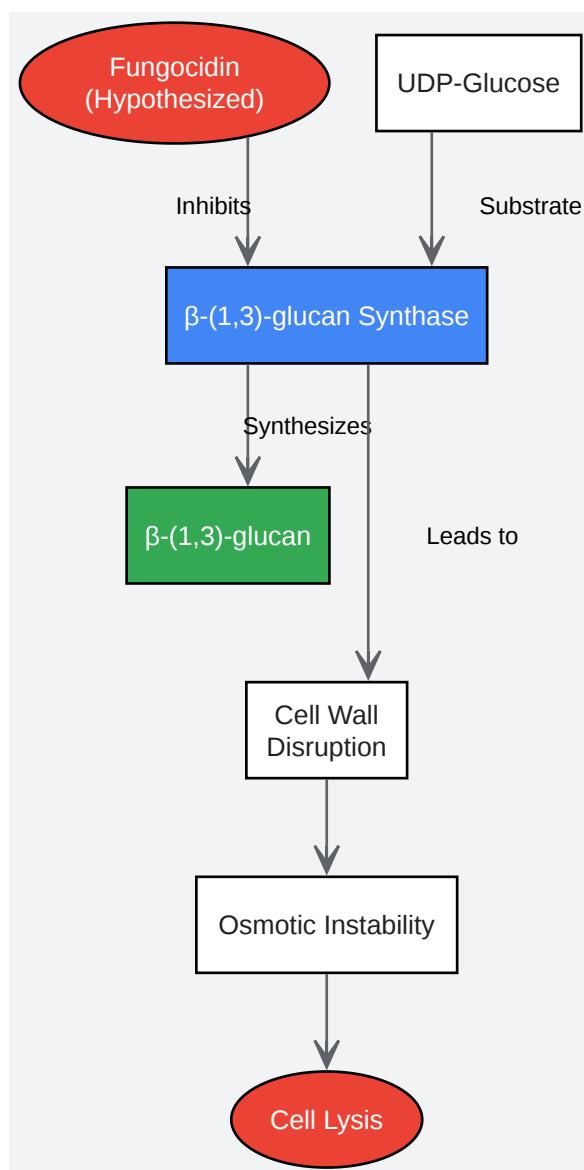 Fungocidin
(Hypothesized)
UDP-Glucose
Inhibits
Substrate
β-(1,3)-glucan Synthase
Synthesizes
β-(1,3)-glucan
Leads to
Cell Wall
Disruption
Osmotic Instability
Cell Lysis